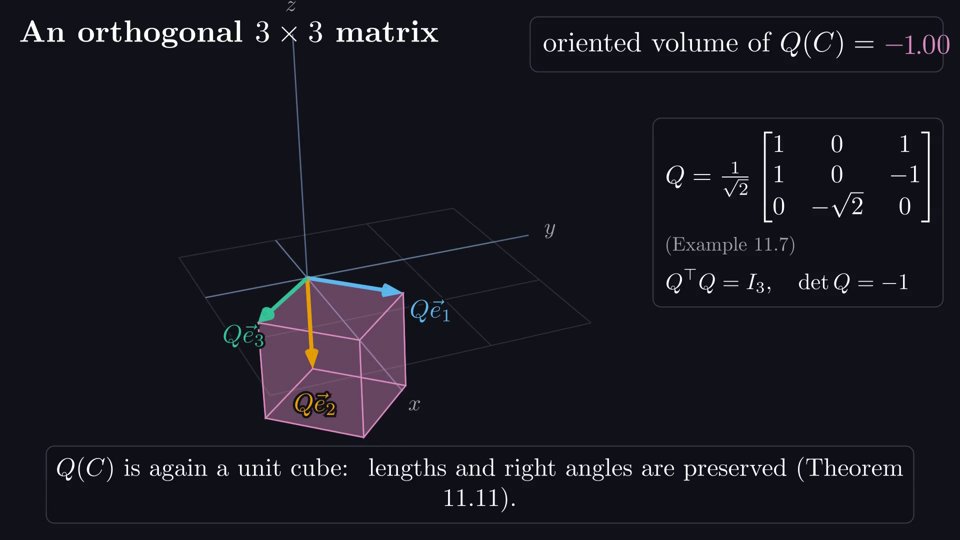 z
An orthogonal 3 × 3 matrix
oriented volume of Q(C) = −1.00
Q = 1/√2 [1 0 1
1 0 −1
0 −√2 0]
(Example 11.7)
Q⊤Q = I₃, det Q = −1
y
Qe⃗₁
Qe⃗₃
Qe⃗₂
x
Q(C) is again a unit cube: lengths and right angles are preserved (Theorem
11.11).